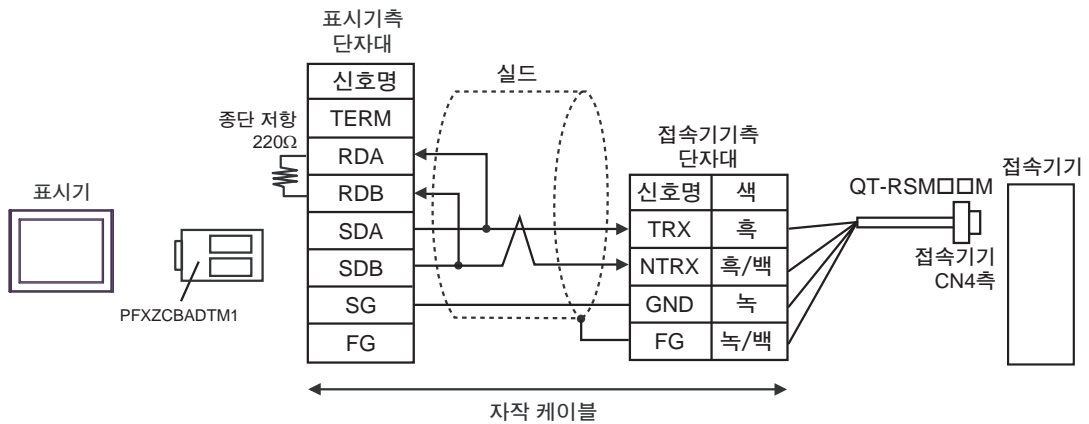 표시기측
단자대
신호명
TERM
RDA
RDB
SDA
SDB
SG
FG
실드
종단 저항
220Ω
표시기
PFXZCBADTM1
접속기기측
단자대
신호명 색
TRX 흑
NTRX 흑/백
GND 녹
FG 녹/백
QT-RSM□□M
접속기기
CN4측
접속기기
자작 케이블